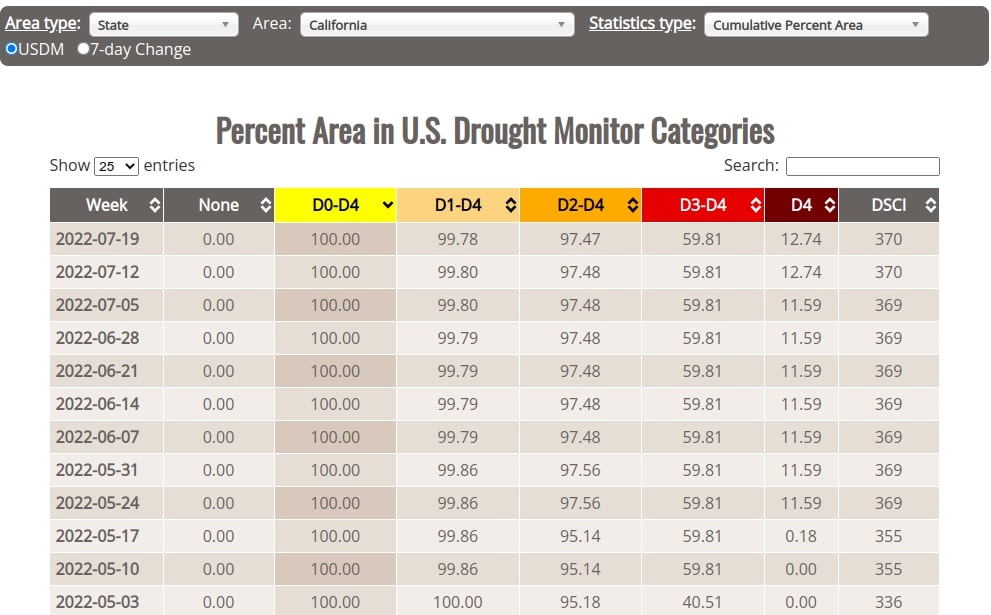 Area type: State Area: California Statistics type: Cumulative Percent Area
USDM 7-day Change
Percent Area in U.S. Drought Monitor Categories
Show 25 entries Search:
Week None D0-D4 D1-D4 D2-D4 D3-D4 D4 DSCI
2022-07-19 0.00 100.00 99.78 97.47 59.81 12.74 370
2022-07-12 0.00 100.00 99.80 97.48 59.81 12.74 370
2022-07-05 0.00 100.00 99.80 97.48 59.81 11.59 369
2022-06-28 0.00 100.00 99.79 97.48 59.81 11.59 369
2022-06-21 0.00 100.00 99.79 97.48 59.81 11.59 369
2022-06-14 0.00 100.00 99.79 97.48 59.81 11.59 369
2022-06-07 0.00 100.00 99.79 97.48 59.81 11.59 369
2022-05-31 0.00 100.00 99.86 97.56 59.81 11.59 369
2022-05-24 0.00 100.00 99.86 97.56 59.81 11.59 369
2022-05-17 0.00 100.00 99.86 95.14 59.81 0.18 355
2022-05-10 0.00 100.00 99.86 95.14 59.81 0.00 355
2022-05-03 0.00 100.00 100.00 95.18 40.51 0.00 336